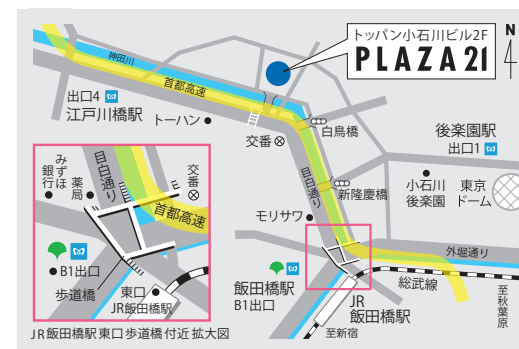 トッパン小石川ビル2F
PLAZA 21
N
神田川
首都高速
出口4
江戸川橋駅
トーハン
交番
白鳥橋
後楽園駅
出口1
目白通り
新隆慶橋
小石川
後楽園
東京
ドーム
モリサワ
外堀通り
飯田橋駅
B1出口
JR
飯田橋駅
総武線
至新宿
至秋葉原
みずほ
銀行
薬局
目白通り
交番
首都高速
B1出口
歩道橋
東口
JR飯田橋駅
JR飯田橋駅東口歩道橋付近 拡大図